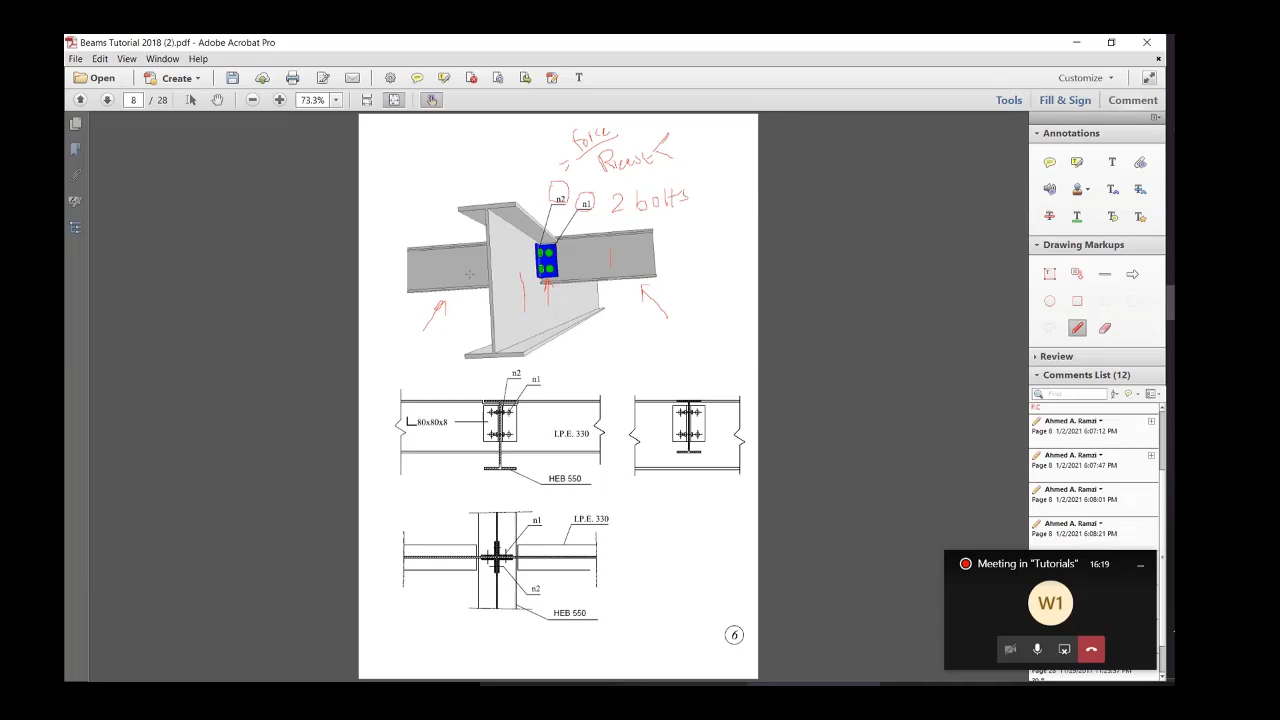 Beams Tutorial 2018 (2).pdf - Adobe Acrobat Pro
File Edit View Window Help
Open Create Customize
8 / 28 73.3% Tools Fill & Sign Comment
Annotations
Drawing Markups
Review
Comments List (12)
Find
Ahmed A. Ramzi
Page 8 1/2/2021 6:07:12 PM
Ahmed A. Ramzi
Page 8 1/2/2021 6:07:47 PM
Ahmed A. Ramzi
Page 8 1/2/2021 6:08:01 PM
Ahmed A. Ramzi
Page 8 1/2/2021 6:08:21 PM
Force
=
n2 n1 2 bolts
n2
n1
80x80x8
I.P.E. 330
HEB 550
n1
I.P.E. 330
n2
HEB 550
6
Meeting in "Tutorials" 16:19
W1